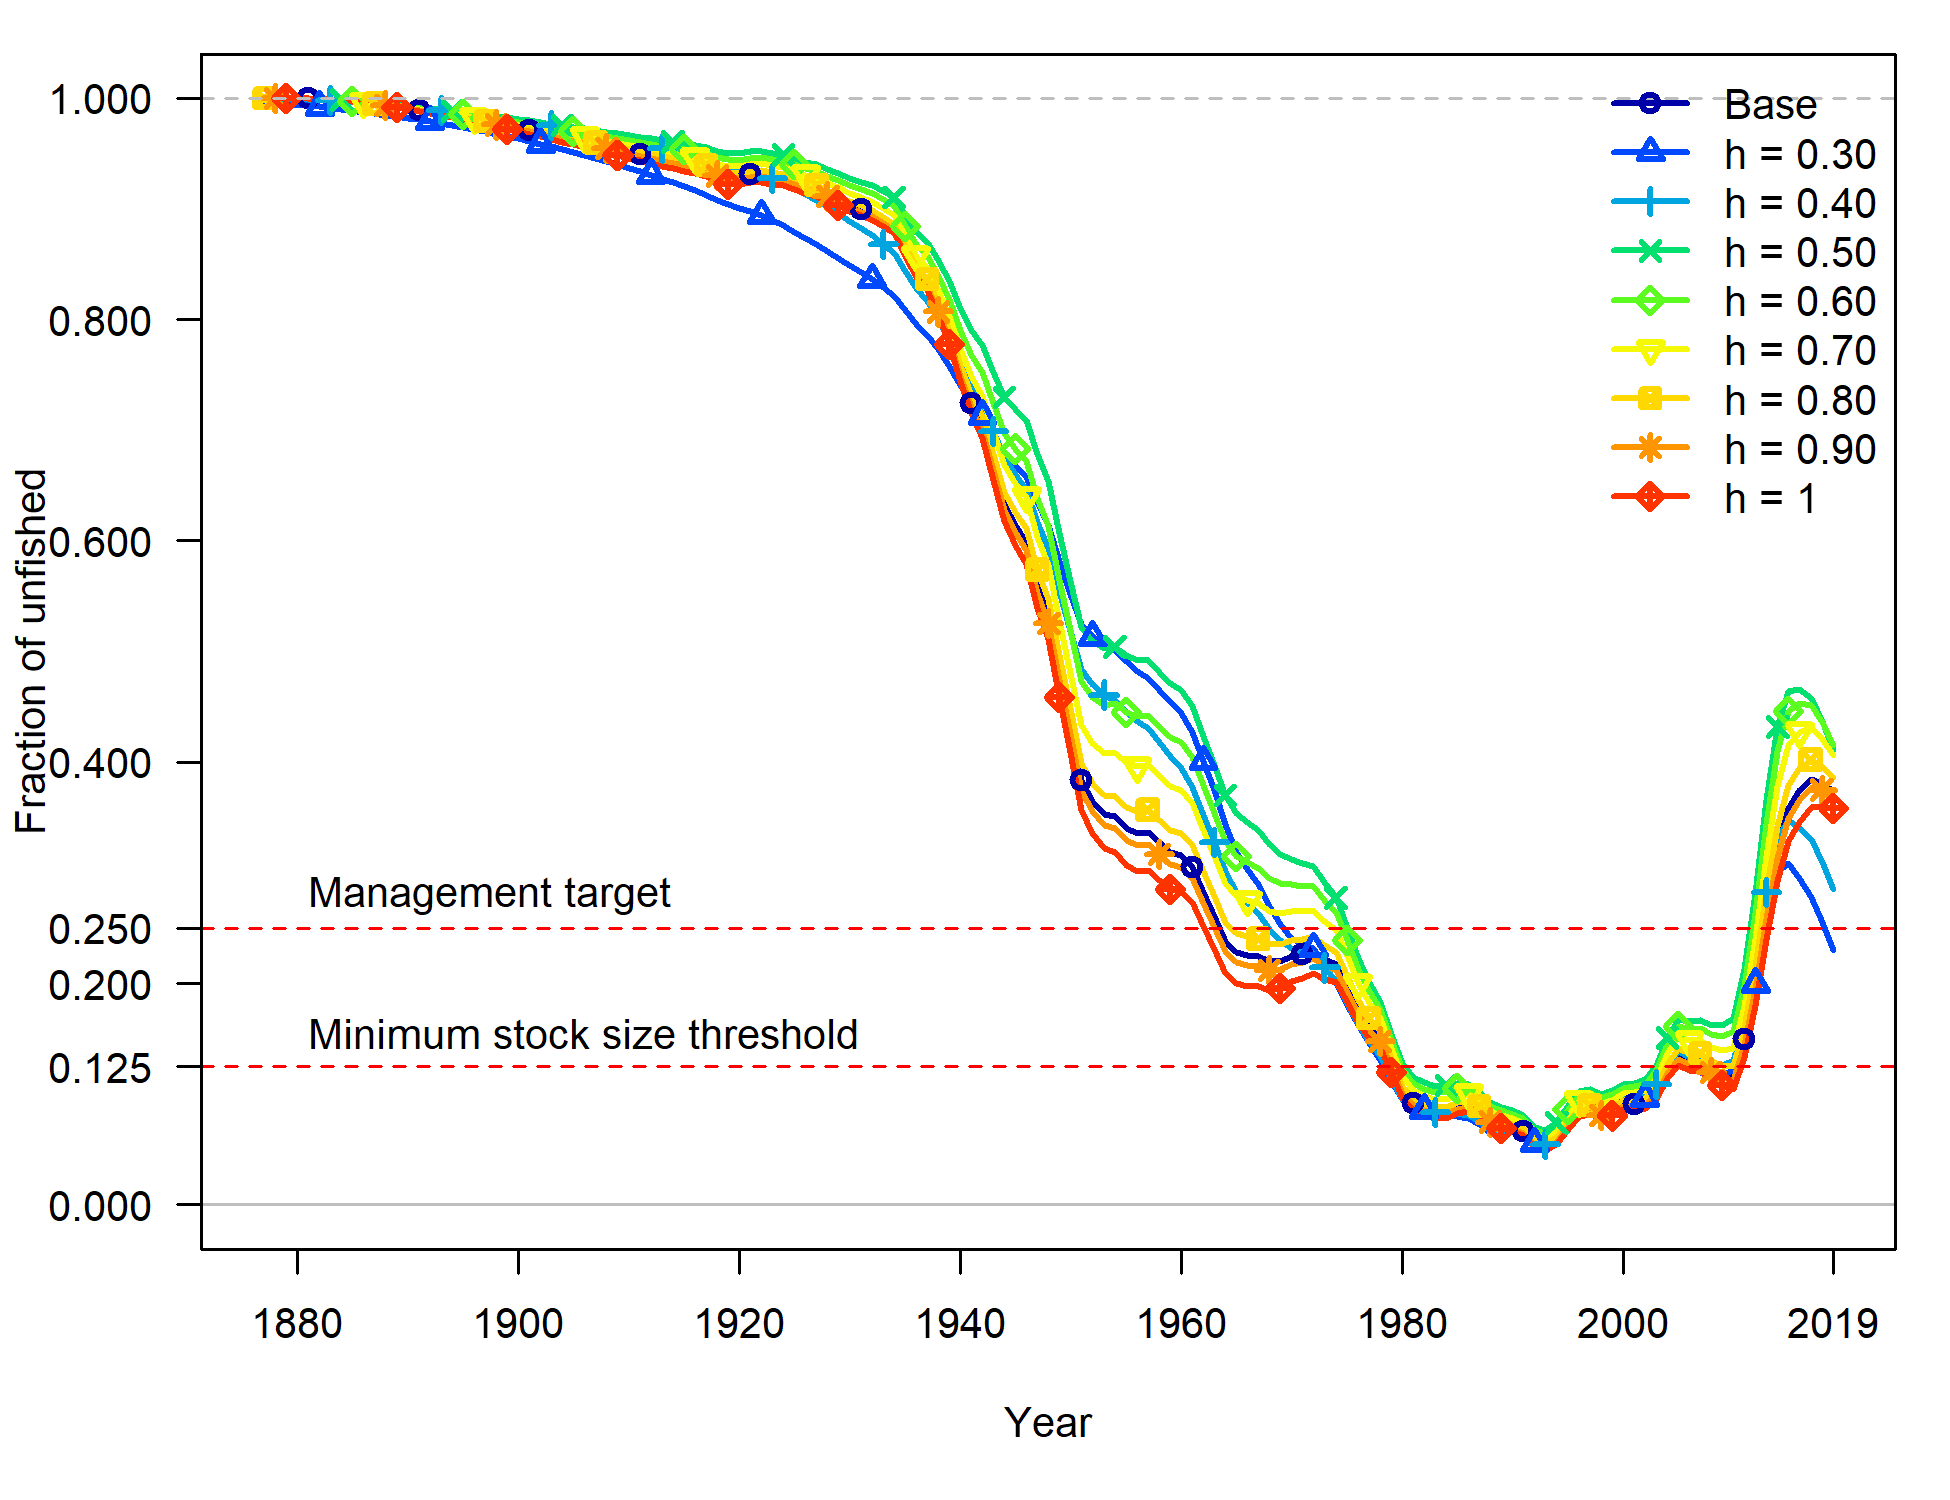 1.000
0.800
0.600
0.400
0.250
0.200
0.125
0.000
Fraction of unfished
Management target
Minimum stock size threshold
Base
h = 0.30
h = 0.40
h = 0.50
h = 0.60
h = 0.70
h = 0.80
h = 0.90
h = 1
1880 1900 1920 1940 1960 1980 2000 2019
Year